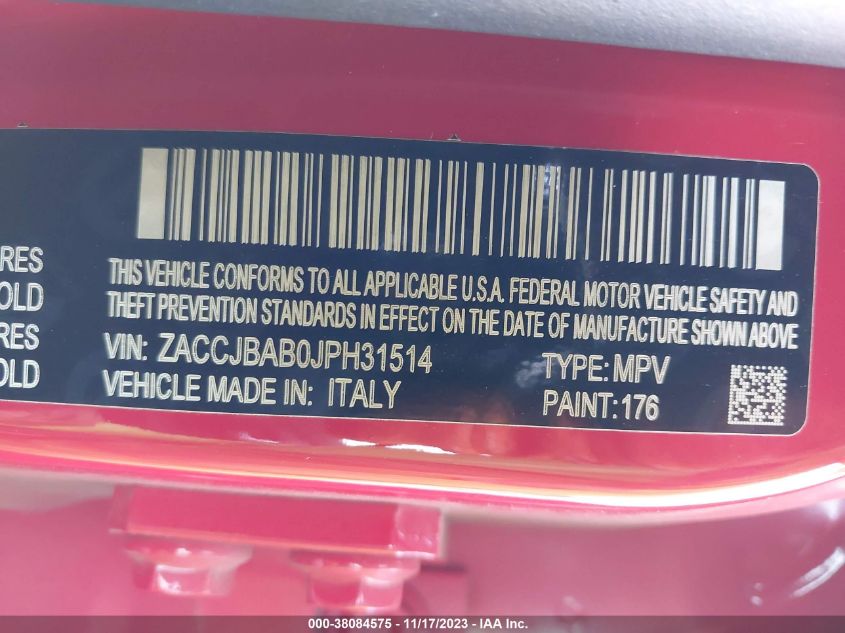 RES
OLD
RES
OLD
THIS VEHICLE CONFORMS TO ALL APPLICABLE U.S.A. FEDERAL MOTOR VEHICLE SAFETY AND
THEFT PREVENTION STANDARDS IN EFFECT ON THE DATE OF MANUFACTURE SHOWN ABOVE
VIN: ZACCJBAB0JPH31514 TYPE: MPV
VEHICLE MADE IN: ITALY PAINT: 176
000-38084575 - 11/17/2023 - IAAI Inc.